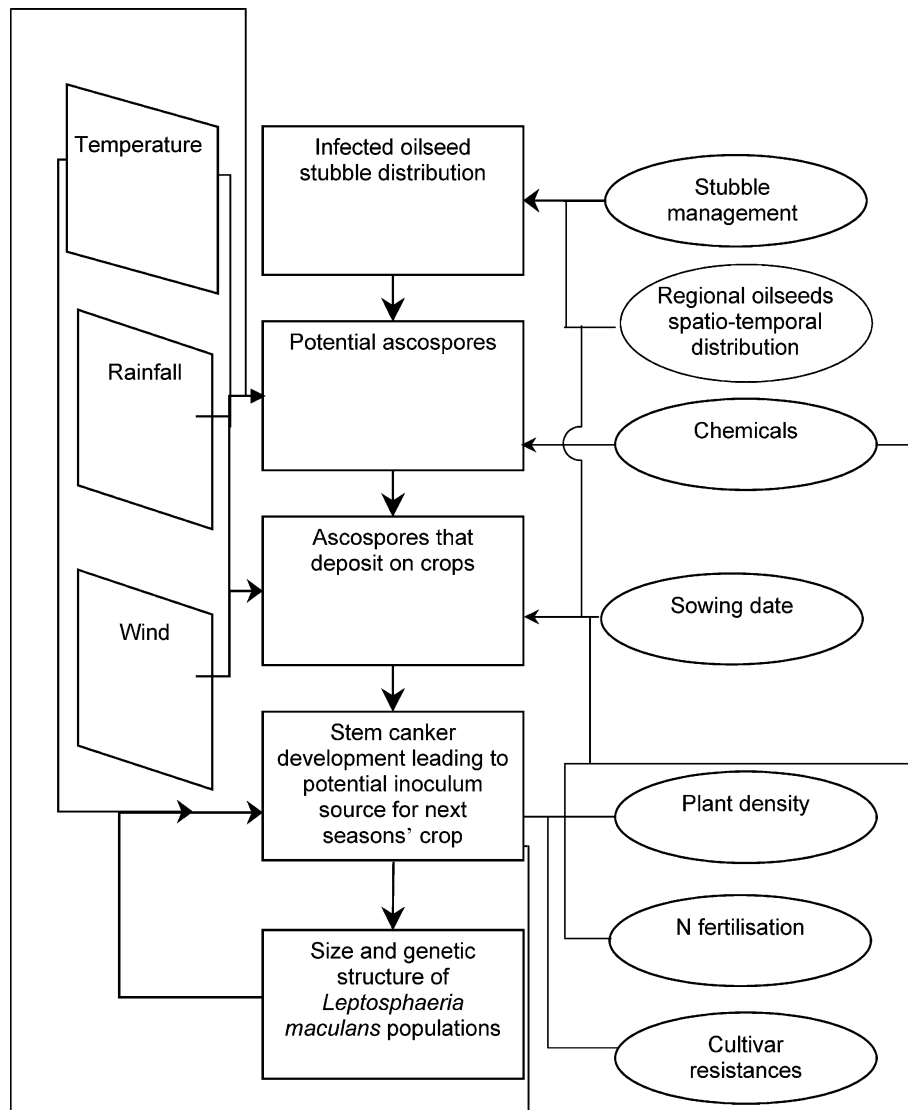 Temperature
Rainfall
Wind
Infected oilseed
stubble distribution
Potential ascospores
Ascospores that
deposit on crops
Stem canker
development leading to
potential inoculum
source for next
seasons’ crop
Size and genetic
structure of
Leptosphaeria
maculans populations
Stubble
management
Regional oilseeds
spatio-temporal
distribution
Chemicals
Sowing date
Plant density
N fertilisation
Cultivar
resistances